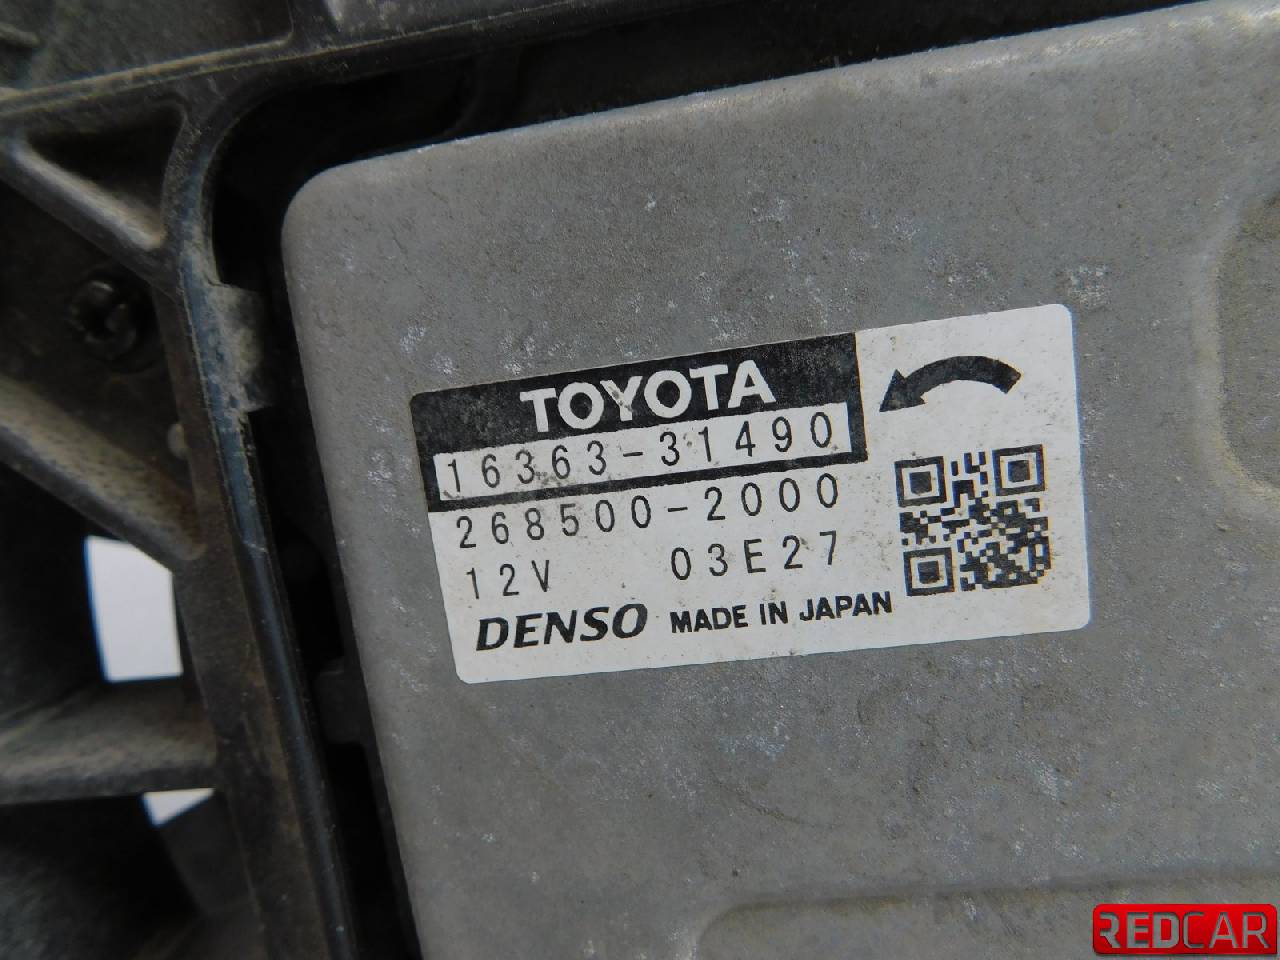 TOYOTA
16363-31490
268500-2000
12V 03E27
DENSO MADE IN JAPAN
REDCAR